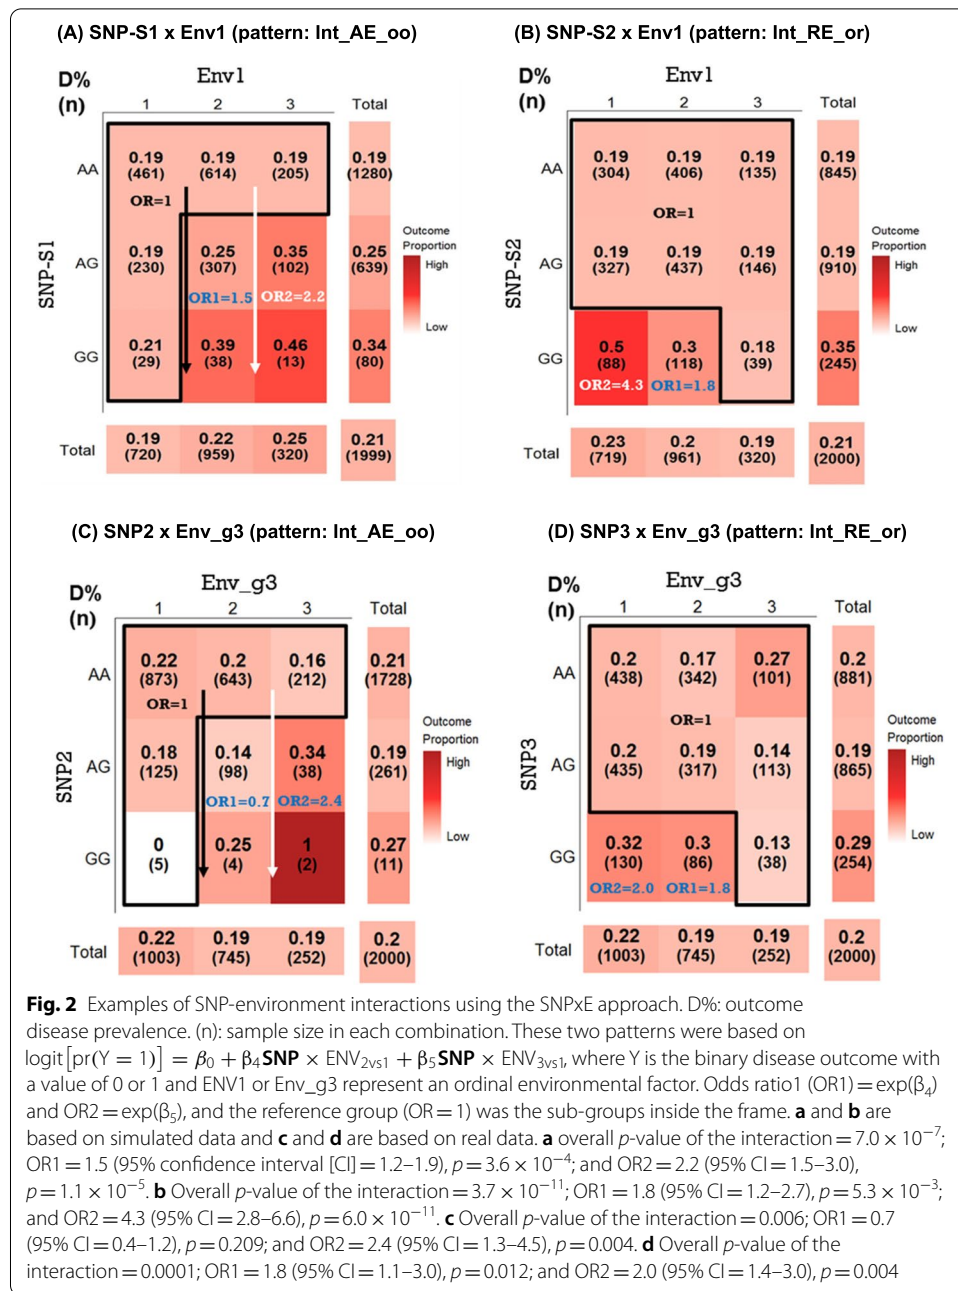 (A) SNP-S1 x Env1 (pattern: Int_AE_oo)
D%
(n)
Env1
1 2 3 Total
SNP-S1
AA
0.19 0.19 0.19 0.19
(461) (614) (205) (1280)
OR=1
AG
0.19 0.25 0.35 0.25
(230) (307) (102) (639)
OR1=1.5 OR2=2.2
GG
0.21 0.39 0.46 0.34
(29) (38) (13) (80)
Total
0.19 0.22 0.25 0.21
(720) (959) (320) (1999)
Outcome
Proportion
High
Low
(B) SNP-S2 x Env1 (pattern: Int_RE_or)
D%
(n)
Env1
1 2 3 Total
SNP-S2
AA
0.19 0.19 0.19 0.19
(304) (406) (135) (845)
OR=1
AG
0.19 0.19 0.19 0.19
(327) (437) (146) (910)
GG
0.5 0.3 0.18 0.35
(88) (118) (39) (245)
OR2=4.3 OR1=1.8
Total
0.23 0.2 0.19 0.21
(719) (961) (320) (2000)
Outcome
Proportion
High
Low
(C) SNP2 x Env_g3 (pattern: Int_AE_oo)
D%
(n)
Env_g3
1 2 3 Total
SNP2
AA
0.22 0.2 0.16 0.21
(873) (643) (212) (1728)
OR=1
AG
0.18 0.14 0.34 0.19
(125) (98) (38) (261)
OR1=0.7 OR2=2.4
GG
0 0.25 1 0.27
(5) (4) (2) (11)
Total
0.22 0.19 0.19 0.2
(1003) (745) (252) (2000)
Outcome
Proportion
High
Low
(D) SNP3 x Env_g3 (pattern: Int_RE_or)
D%
(n)
Env_g3
1 2 3 Total
SNP3
AA
0.2 0.17 0.27 0.2
(438) (342) (101) (881)
OR=1
AG
0.2 0.19 0.14 0.19
(435) (317) (113) (865)
GG
0.32 0.3 0.13 0.29
(130) (86) (38) (254)
OR2=2.0 OR1=1.8
Total
0.22 0.19 0.19 0.2
(1003) (745) (252) (2000)
Outcome
Proportion
High
Low
Fig. 2 Examples of SNP-environment interactions using the SNPxE approach. D%: outcome
disease prevalence. (n): sample size in each combination. These two patterns were based on
logit[pr(Y = 1)] = β₀ + β₄SNP × ENV₂ᵥₛ₁ + β₅SNP × ENV₃ᵥₛ₁, where Y is the binary disease outcome with
a value of 0 or 1 and ENV1 or Env_g3 represent an ordinal environmental factor. Odds ratio1 (OR1) = exp(β₄)
and OR2 = exp(β₅), and the reference group (OR = 1) was the sub-groups inside the frame. a and b are
based on simulated data and c and d are based on real data. a overall p-value of the interaction = 7.0 × 10⁻⁷;
OR1 = 1.5 (95% confidence interval [CI] = 1.2–1.9), p = 3.6 × 10⁻⁴; and OR2 = 2.2 (95% CI = 1.5–3.0),
p = 1.1 × 10⁻⁵. b Overall p-value of the interaction = 3.7 × 10⁻¹¹; OR1 = 1.8 (95% CI = 1.2–2.7), p = 5.3 × 10⁻³;
and OR2 = 4.3 (95% CI = 2.8–6.6), p = 6.0 × 10⁻¹¹. c Overall p-value of the interaction = 0.006; OR1 = 0.7
(95% CI = 0.4–1.2), p = 0.209; and OR2 = 2.4 (95% CI = 1.3–4.5), p = 0.004. d Overall p-value of the
interaction = 0.0001; OR1 = 1.8 (95% CI = 1.1–3.0), p = 0.012; and OR2 = 2.0 (95% CI = 1.4–3.0), p = 0.004